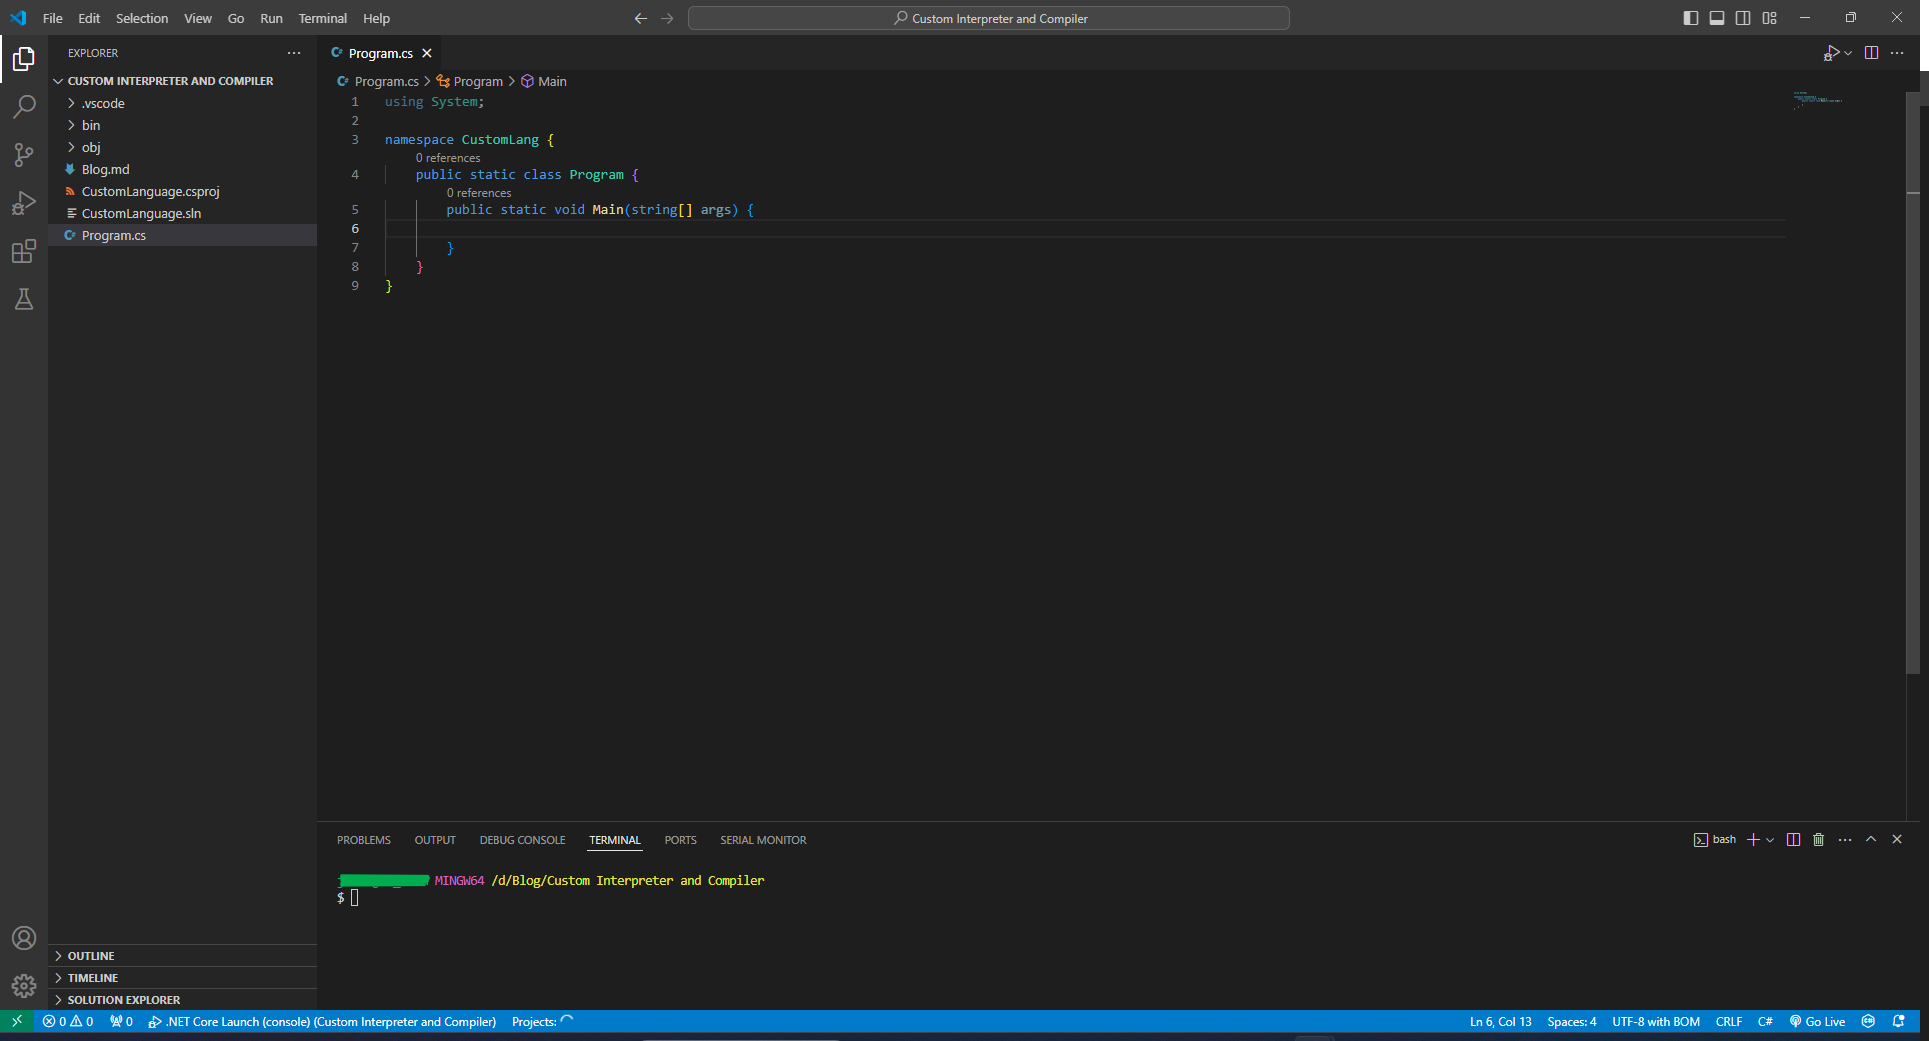 File Edit Selection View Go Run Terminal Help
Custom Interpreter and Compiler
EXPLORER
CUSTOM INTERPRETER AND COMPILER
.vscode
bin
obj
Blog.md
CustomLanguage.csproj
CustomLanguage.sln
Program.cs
OUTLINE
TIMELINE
SOLUTION EXPLORER
Program.cs
Program.cs > Program > Main
1 using System;
2
3 namespace CustomLang {
0 references
4 public static class Program {
0 references
5 public static void Main(string[] args) {
6
7 }
8 }
9 }
PROBLEMS OUTPUT DEBUG CONSOLE TERMINAL PORTS SERIAL MONITOR
bash
MINGW64 /d/Blog/Custom Interpreter and Compiler
$
0 0 0 .NET Core Launch (console) (Custom Interpreter and Compiler) Projects: Ln 6, Col 13 Spaces: 4 UTF-8 with BOM CRLF C# Go Live